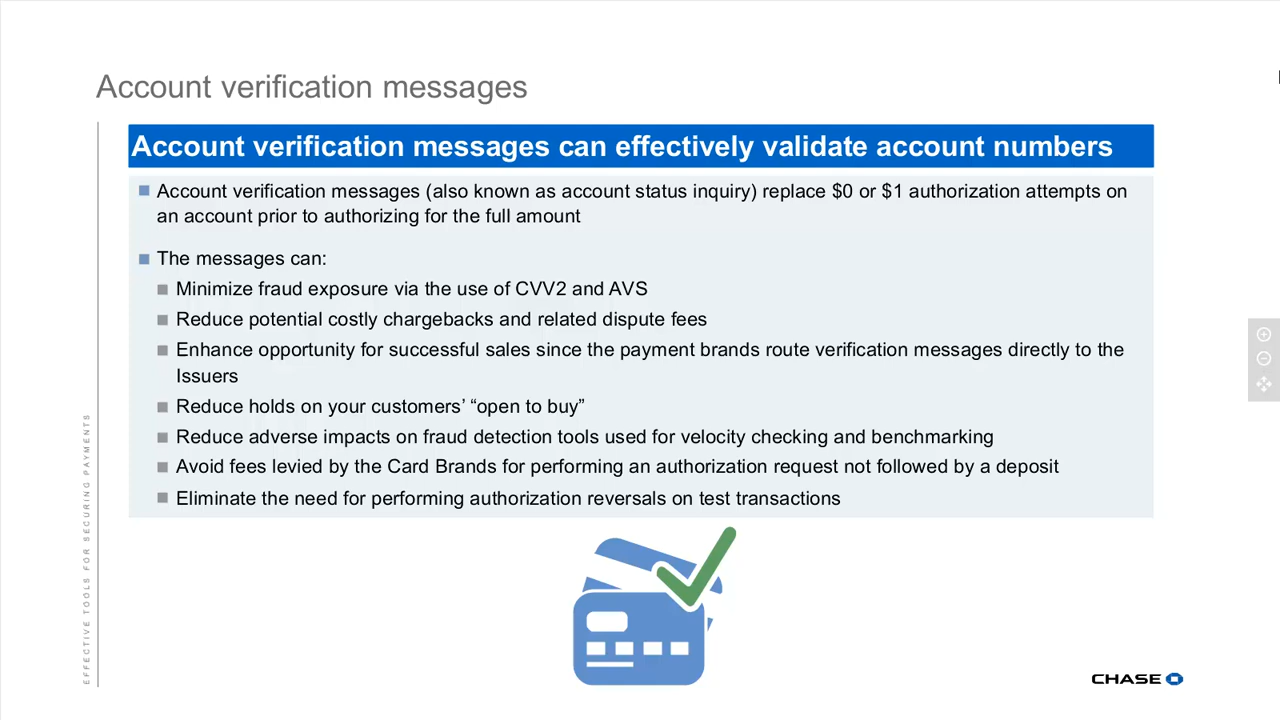 Account verification messages
Account verification messages can effectively validate account numbers
Account verification messages (also known as account status inquiry) replace $0 or $1 authorization attempts on
an account prior to authorizing for the full amount
The messages can:
Minimize fraud exposure via the use of CVV2 and AVS
Reduce potential costly chargebacks and related dispute fees
Enhance opportunity for successful sales since the payment brands route verification messages directly to the
Issuers
Reduce holds on your customers’ “open to buy”
Reduce adverse impacts on fraud detection tools used for velocity checking and benchmarking
Avoid fees levied by the Card Brands for performing an authorization request not followed by a deposit
Eliminate the need for performing authorization reversals on test transactions
EFFECTIVE TOOLS FOR SECURING PAYMENTS
CHASE